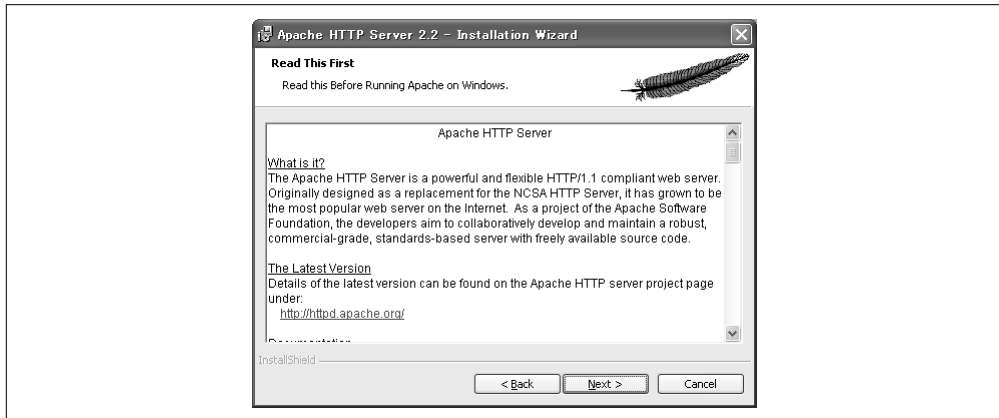 Apache HTTP Server 2.2 - Installation Wizard
Read This First
Read this Before Running Apache on Windows.
Apache HTTP Server
What is it?
The Apache HTTP Server is a powerful and flexible HTTP/1.1 compliant web server.
Originally designed as a replacement for the NCSA HTTP Server, it has grown to be
the most popular web server on the Internet.  As a project of the Apache Software
Foundation, the developers aim to collaboratively develop and maintain a robust,
commercial-grade, standards-based server with freely available source code.
The Latest Version
Details of the latest version can be found on the Apache HTTP server project page
under:
http://httpd.apache.org/
Documentation
InstallShield
< Back
Next >
Cancel